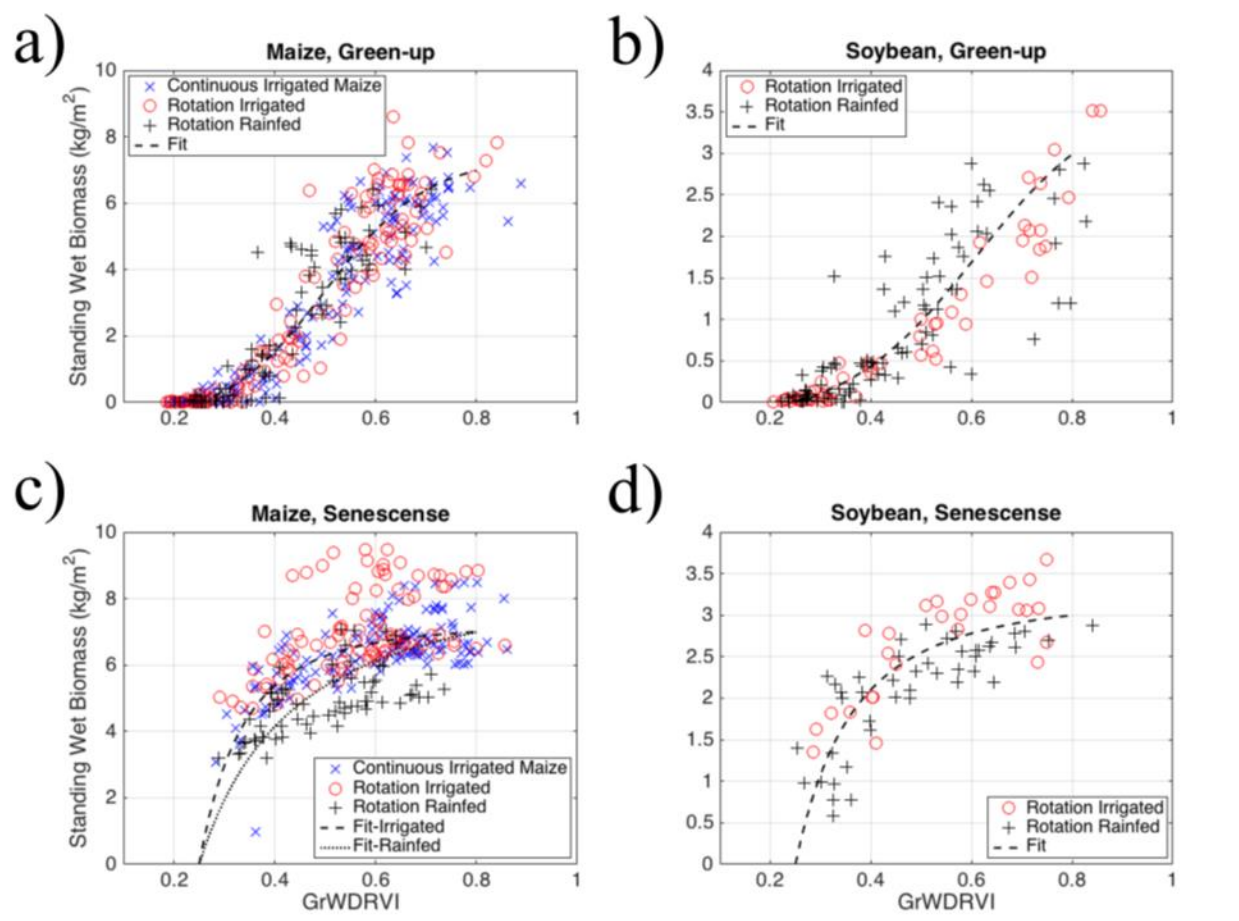 a)
Maize, Green-up
Standing Wet Biomass (kg/m²)
10
8
6
4
2
0
Continuous Irrigated Maize
Rotation Irrigated
Rotation Rainfed
Fit
0.2 0.4 0.6 0.8 1
b)
Soybean, Green-up
4
3.5
3
2.5
2
1.5
1
0.5
0
Rotation Irrigated
Rotation Rainfed
Fit
0.2 0.4 0.6 0.8 1
c)
Maize, Senescense
Standing Wet Biomass (kg/m²)
10
8
6
4
2
0
Continuous Irrigated Maize
Rotation Irrigated
Rotation Rainfed
Fit-Irrigated
Fit-Rainfed
0.2 0.4 0.6 0.8 1
GrWDRVI
d)
Soybean, Senescense
4
3.5
3
2.5
2
1.5
1
0.5
0
Rotation Irrigated
Rotation Rainfed
Fit
0.2 0.4 0.6 0.8 1
GrWDRVI